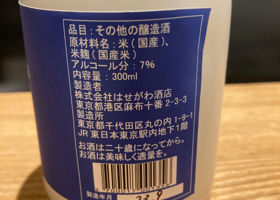 品目：その他の醸造酒
原材料名：米（国産）、
米麹（国産米）
アルコール分：7%
内容量：300ml
製造者
株式会社はせがわ酒店
東京都港区麻布十番2-3-3
製造所
東京都千代田区丸の内1-9-1
JR東日本東京駅内地下1階
お酒は二十歳になってから。
お酒は美味しく適量を。
製造年月